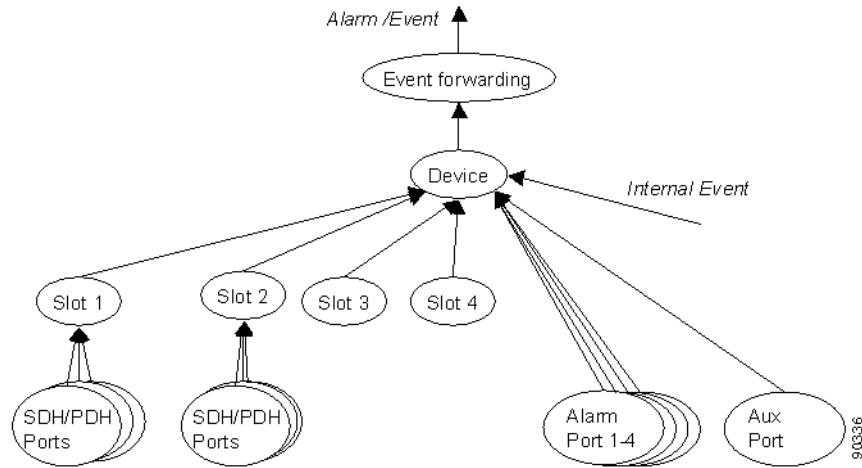 Alarm /Event
Event forwarding
Device
Internal Event
Slot 1
Slot 2
Slot 3
Slot 4
SDH/PDH
Ports
SDH/PDH
Ports
Alarm
Port 1-4
Aux
Port
90336